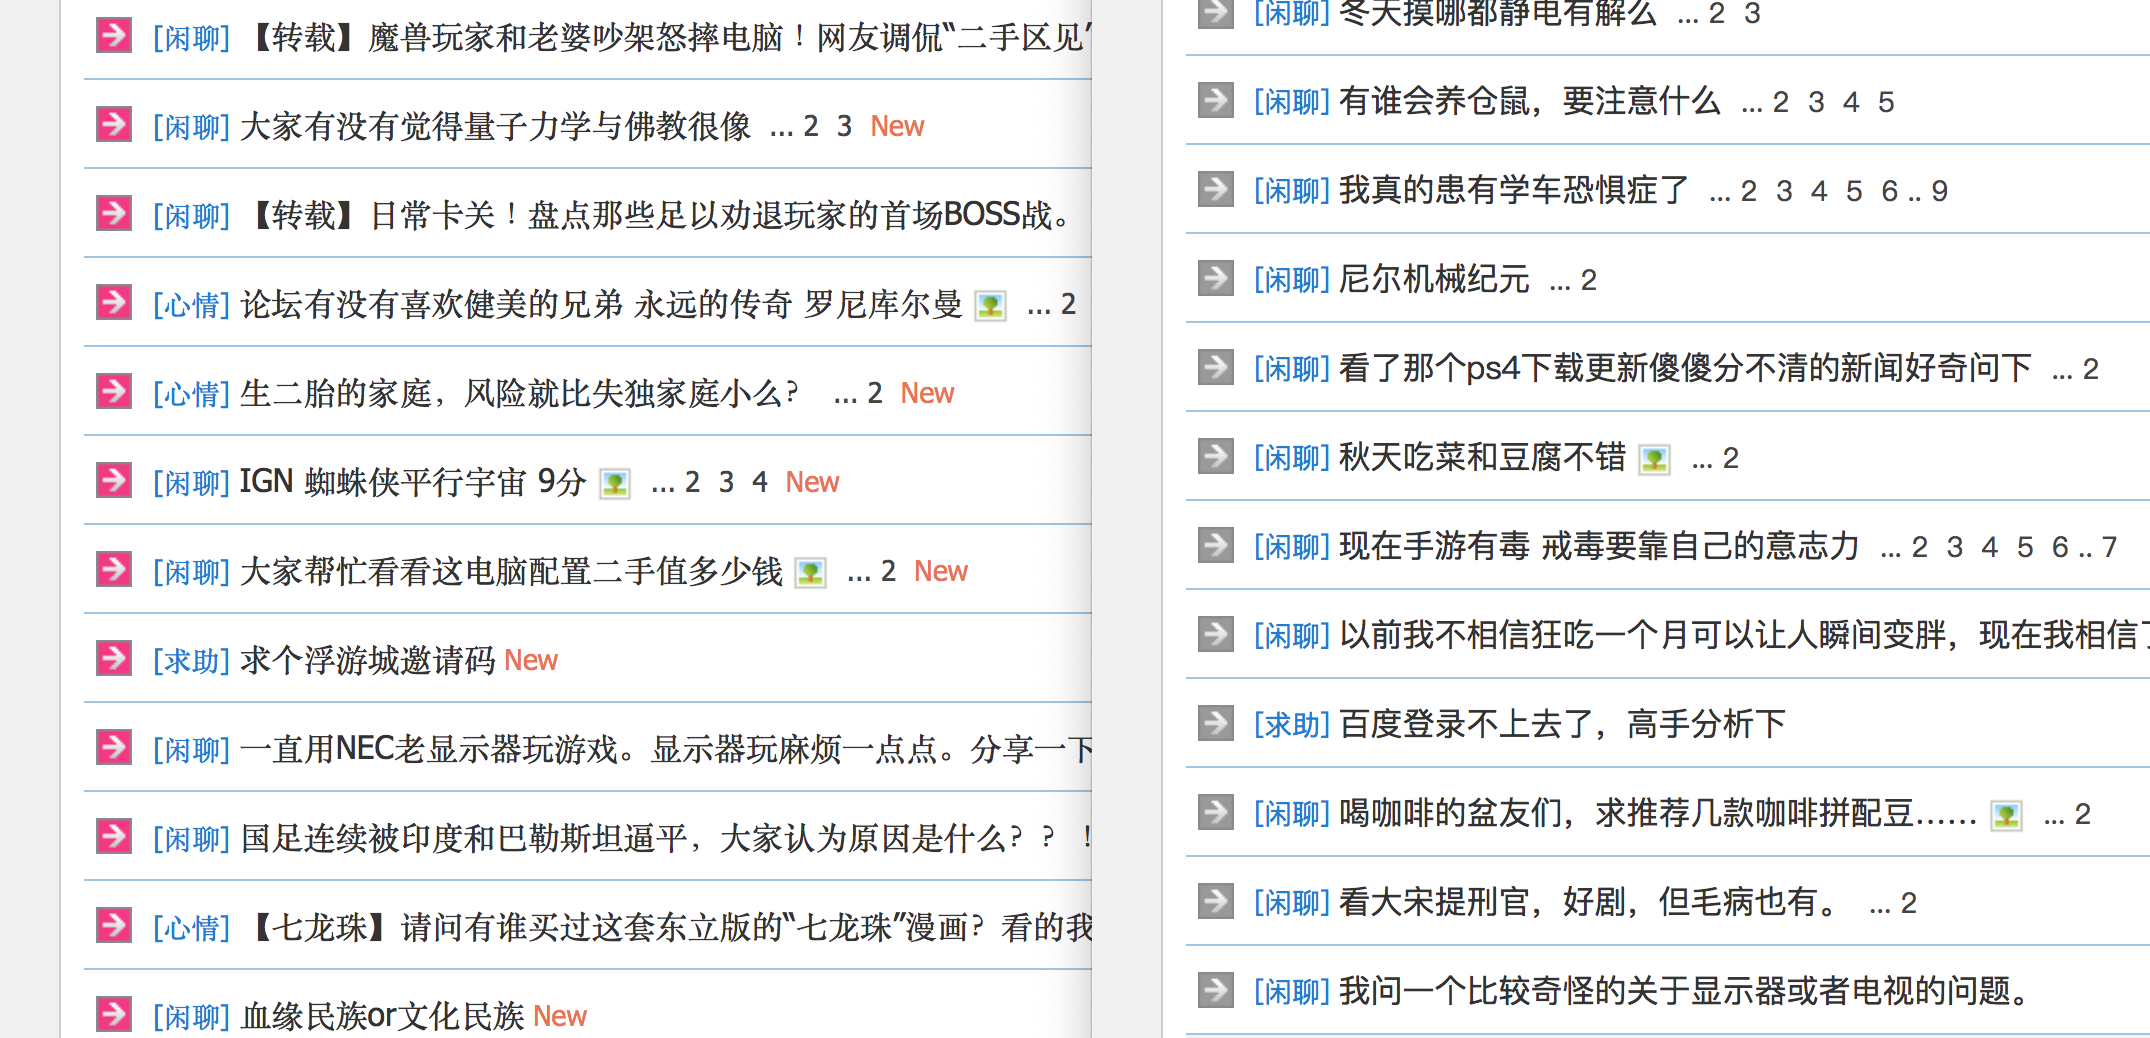 [闲聊] 【转载】魔兽玩家和老婆吵架怒摔电脑！网友调侃“二手区见”
[闲聊] 大家有没有觉得量子力学与佛教很像 ... 2 3 New
[闲聊] 【转载】日常卡关！盘点那些足以劝退玩家的首场BOSS战。
[心情] 论坛有没有喜欢健美的兄弟 永远的传奇 罗尼库尔曼 ... 2
[心情] 生二胎的家庭，风险就比失独家庭小么？ ... 2 New
[闲聊] IGN 蜘蛛侠平行宇宙 9分 ... 2 3 4 New
[闲聊] 大家帮忙看看这电脑配置二手值多少钱 ... 2 New
[求助] 求个浮游城邀请码 New
[闲聊] 一直用NEC老显示器玩游戏。显示器玩麻烦一点点。分享一下
[闲聊] 国足连续被印度和巴勒斯坦逼平，大家认为原因是什么？？！
[心情] 【七龙珠】请问有谁买过这套东立版的“七龙珠”漫画？看的我
[闲聊] 血缘民族or文化民族 New
[闲聊] 冬天摸哪都静电有解么 ... 2 3
[闲聊] 有谁会养仓鼠，要注意什么 ... 2 3 4 5
[闲聊] 我真的患有学车恐惧症了 ... 2 3 4 5 6 .. 9
[闲聊] 尼尔机械纪元 ... 2
[闲聊] 看了那个ps4下载更新傻傻分不清的新闻好奇问下 ... 2
[闲聊] 秋天吃菜和豆腐不错 ... 2
[闲聊] 现在手游有毒 戒毒要靠自己的意志力 ... 2 3 4 5 6 .. 7
[闲聊] 以前我不相信狂吃一个月可以让人瞬间变胖，现在我相信了
[求助] 百度登录不上去了，高手分析下
[闲聊] 喝咖啡的盆友们，求推荐几款咖啡拼配豆…… ... 2
[闲聊] 看大宋提刑官，好剧，但毛病也有。 ... 2
[闲聊] 我问一个比较奇怪的关于显示器或者电视的问题。